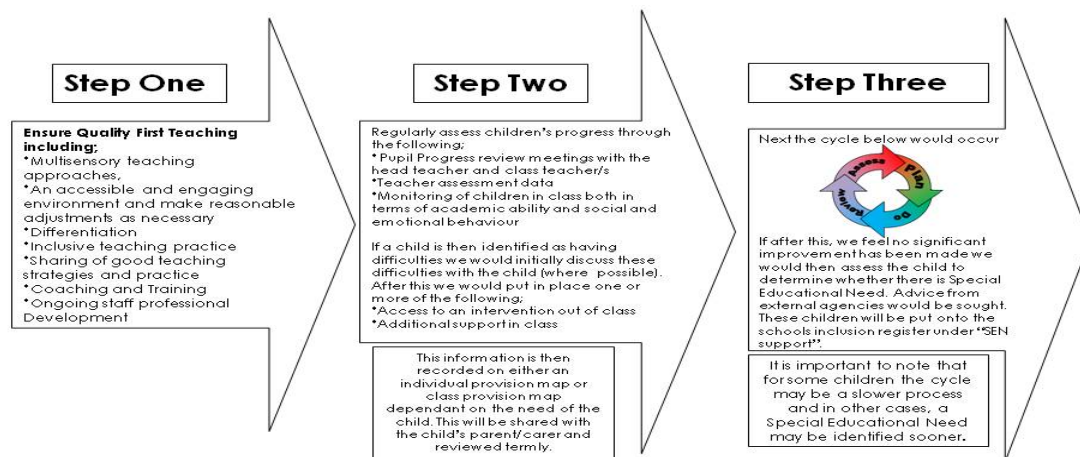 Step One
Ensure Quality First Teaching
including;
*Multisensory teaching
approaches,
*An accessible and engaging
environment and make reasonable
adjustments as necessary
*Differentiation
*Inclusive teaching practice
*Sharing of good teaching
strategies and practice
*Coaching and Training
*Ongoing staff professional
Development
Step Two
Regularly assess children's progress through
the following;
*Pupil Progress review meetings with the
head teacher and class teacher/s
*Teacher assessment data
*Monitoring of children in class both in
terms of academic ability and social and
emotional behaviour
If a child is then identified as having
difficulties we would initially discuss these
difficulties with the child (where possible).
After this we would put in place one or
more of the following;
*Access to an intervention out of class
*Additional support in class
This information is then
recorded on either an
individual provision map or
class provision map
dependant on the need of the
child. This will be shared with
the child's parent/carer and
reviewed termly.
Step Three
Next the cycle below would occur
Assess
Plan
Do
Review
If after this, we feel no significant
improvement has been made we
would then assess the child to
determine whether there is Special
Educational Need. Advice from
external agencies would be sought.
These children will be put onto the
schools inclusion register under "SEN
support".
It is important to note that
for some children the cycle
may be a slower process
and in other cases, a
Special Educational Need
may be identified sooner.